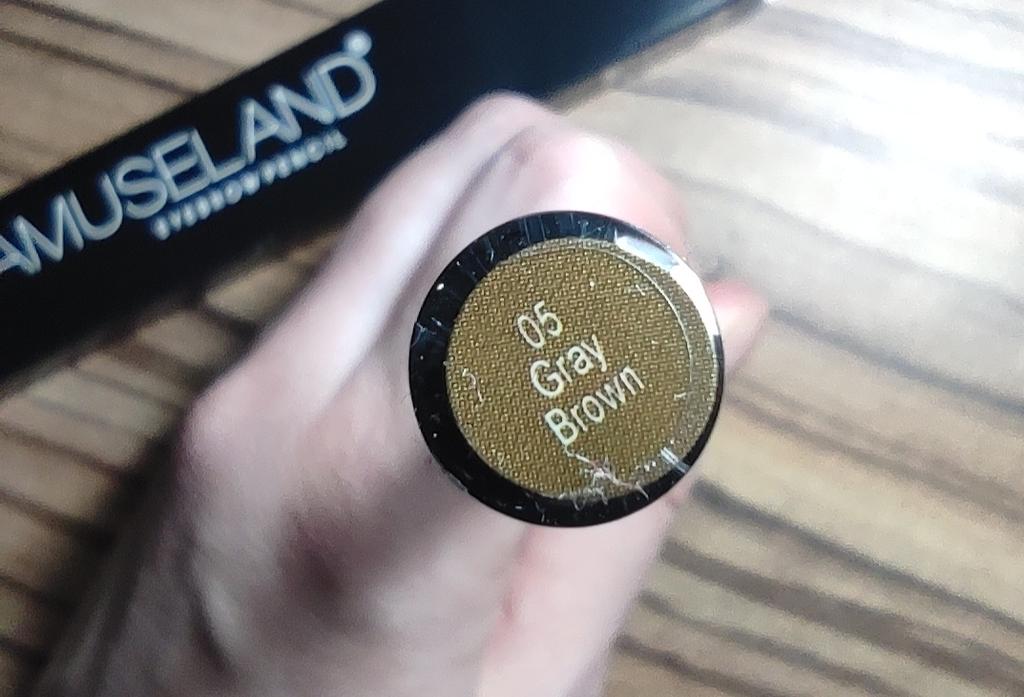 AMUSELAND®
EYEBROW PENCIL
05
Gray
Brown